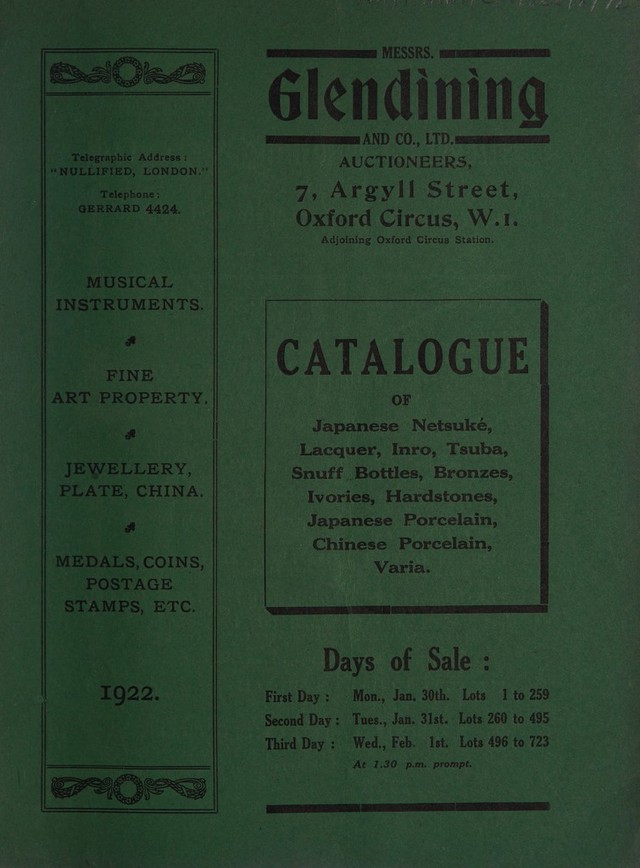 Telegraphic Address:
"NULLIFIED, LONDON."
Telephone:
GERRARD 4424.
MUSICAL
INSTRUMENTS.
FINE
ART PROPERTY.
JEWELLERY,
PLATE, CHINA.
MEDALS, COINS,
POSTAGE
STAMPS, ETC.
1922.
MESSRS.
Glendining
AND CO., LTD.
AUCTIONEERS,
7, Argyll Street,
Oxford Circus, W.1.
Adjoining Oxford Circus Station.
CATALOGUE
OF
Japanese Netsuké,
Lacquer, Inro, Tsuba,
Snuff Bottles, Bronzes,
Ivories, Hardstones,
Japanese Porcelain,
Chinese Porcelain,
Varia.
Days of Sale :
First Day : Mon., Jan. 30th. Lots 1 to 259
Second Day : Tues., Jan. 31st. Lots 260 to 495
Third Day : Wed., Feb. 1st. Lots 496 to 723
At 1.30 p.m. prompt.